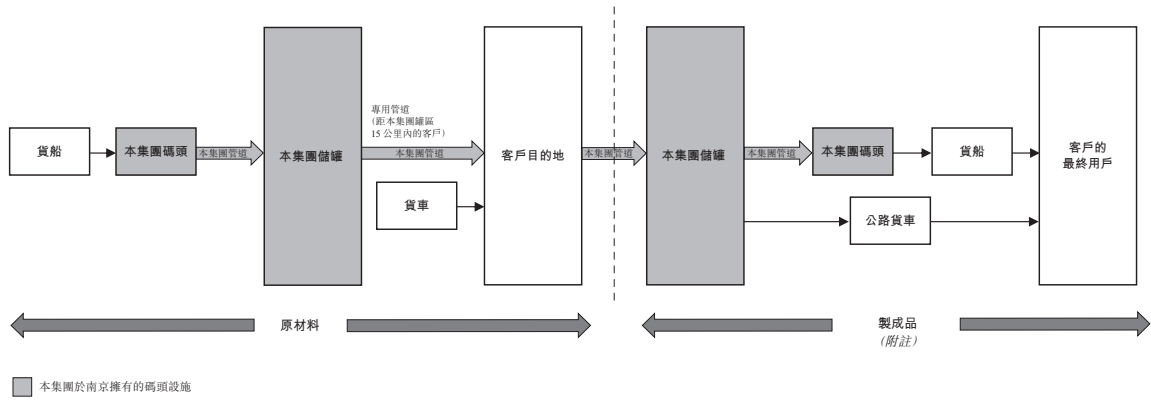 專用管道
(距本集團罐區
15 公里內的客戶)
貨船
本集團碼頭
本集團管道
本集團儲罐
本集團管道
貨車
客戶目的地
本集團管道
本集團儲罐
本集團管道
本集團碼頭
貨船
公路貨車
客戶的
最終用戶
原材料
製成品
(附註)
本集團於南京擁有的碼頭設施